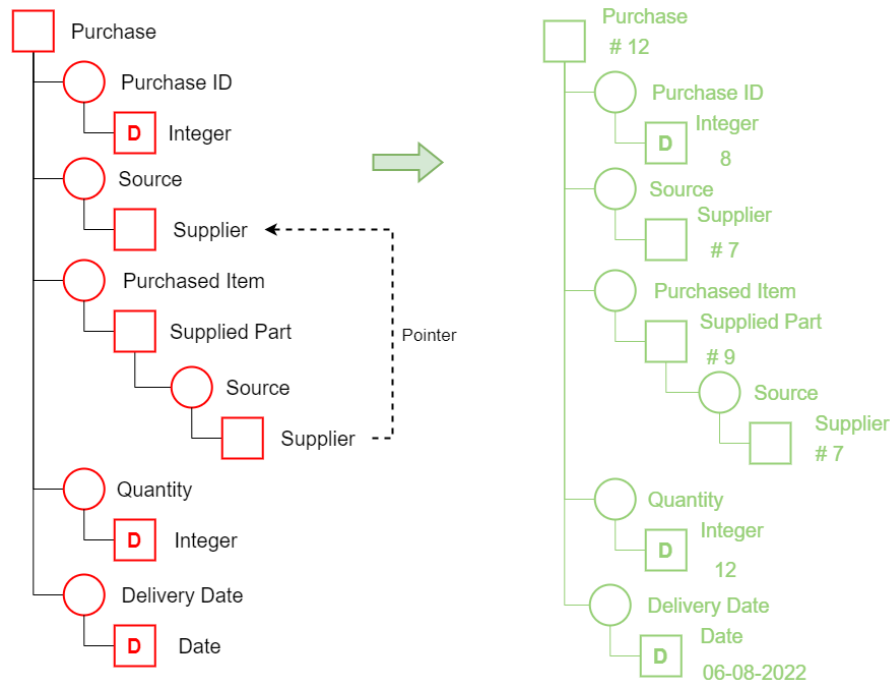 Purchase
Purchase ID
D
Integer
Source
Supplier
Purchased Item
Supplied Part
Pointer
Source
Supplier
Quantity
D
Integer
Delivery Date
D
Date
Purchase
# 12
Purchase ID
Integer
D
8
Source
Supplier
# 7
Purchased Item
Supplied Part
# 9
Source
Supplier
# 7
Quantity
Integer
D
12
Delivery Date
Date
D
06-08-2022